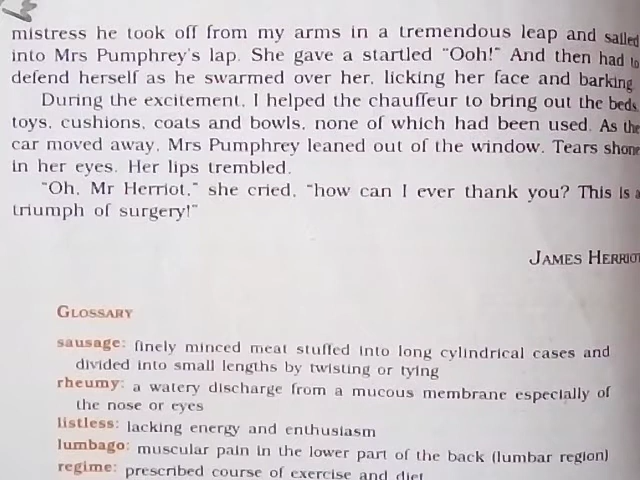 mistress he took off from my arms in a tremendous leap and sailed
into Mrs Pumphrey's lap. She gave a startled "Ooh!" And then had to
defend herself as he swarmed over her, licking her face and barking.
During the excitement, I helped the chauffeur to bring out the beds,
toys, cushions, coats and bowls, none of which had been used. As the
car moved away, Mrs Pumphrey leaned out of the window. Tears shone
in her eyes. Her lips trembled.
"Oh, Mr Herriot," she cried, "how can I ever thank you? This is a
triumph of surgery!"
JAMES HERRIOT
GLOSSARY
sausage: finely minced meat stuffed into long cylindrical cases and
divided into small lengths by twisting or tying
rheumy: a watery discharge from a mucous membrane especially of
the nose or eyes
listless: lacking energy and enthusiasm
lumbago: muscular pain in the lower part of the back (lumbar region)
regime: prescribed course of exercise and diet